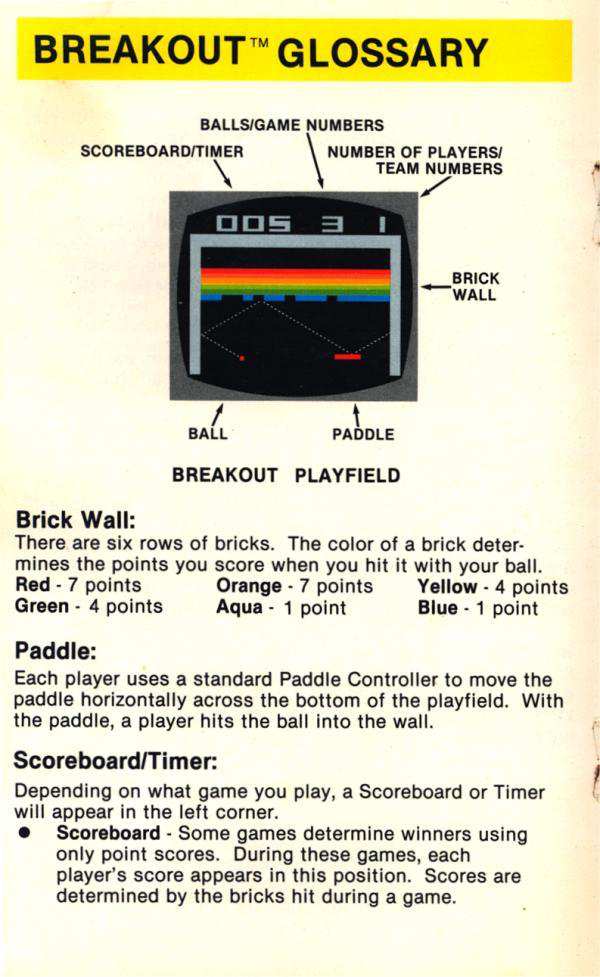 BREAKOUT™ GLOSSARY
BALLS/GAME NUMBERS
SCOREBOARD/TIMER
NUMBER OF PLAYERS/
TEAM NUMBERS
005 3 1
BRICK
WALL
BALL
PADDLE
BREAKOUT PLAYFIELD
Brick Wall:
There are six rows of bricks. The color of a brick deter-
mines the points you score when you hit it with your ball.
Red - 7 points Orange - 7 points Yellow - 4 points
Green - 4 points Aqua - 1 point Blue - 1 point
Paddle:
Each player uses a standard Paddle Controller to move the
paddle horizontally across the bottom of the playfield. With
the paddle, a player hits the ball into the wall.
Scoreboard/Timer:
Depending on what game you play, a Scoreboard or Timer
will appear in the left corner.
● Scoreboard - Some games determine winners using
only point scores. During these games, each
player's score appears in this position. Scores are
determined by the bricks hit during a game.